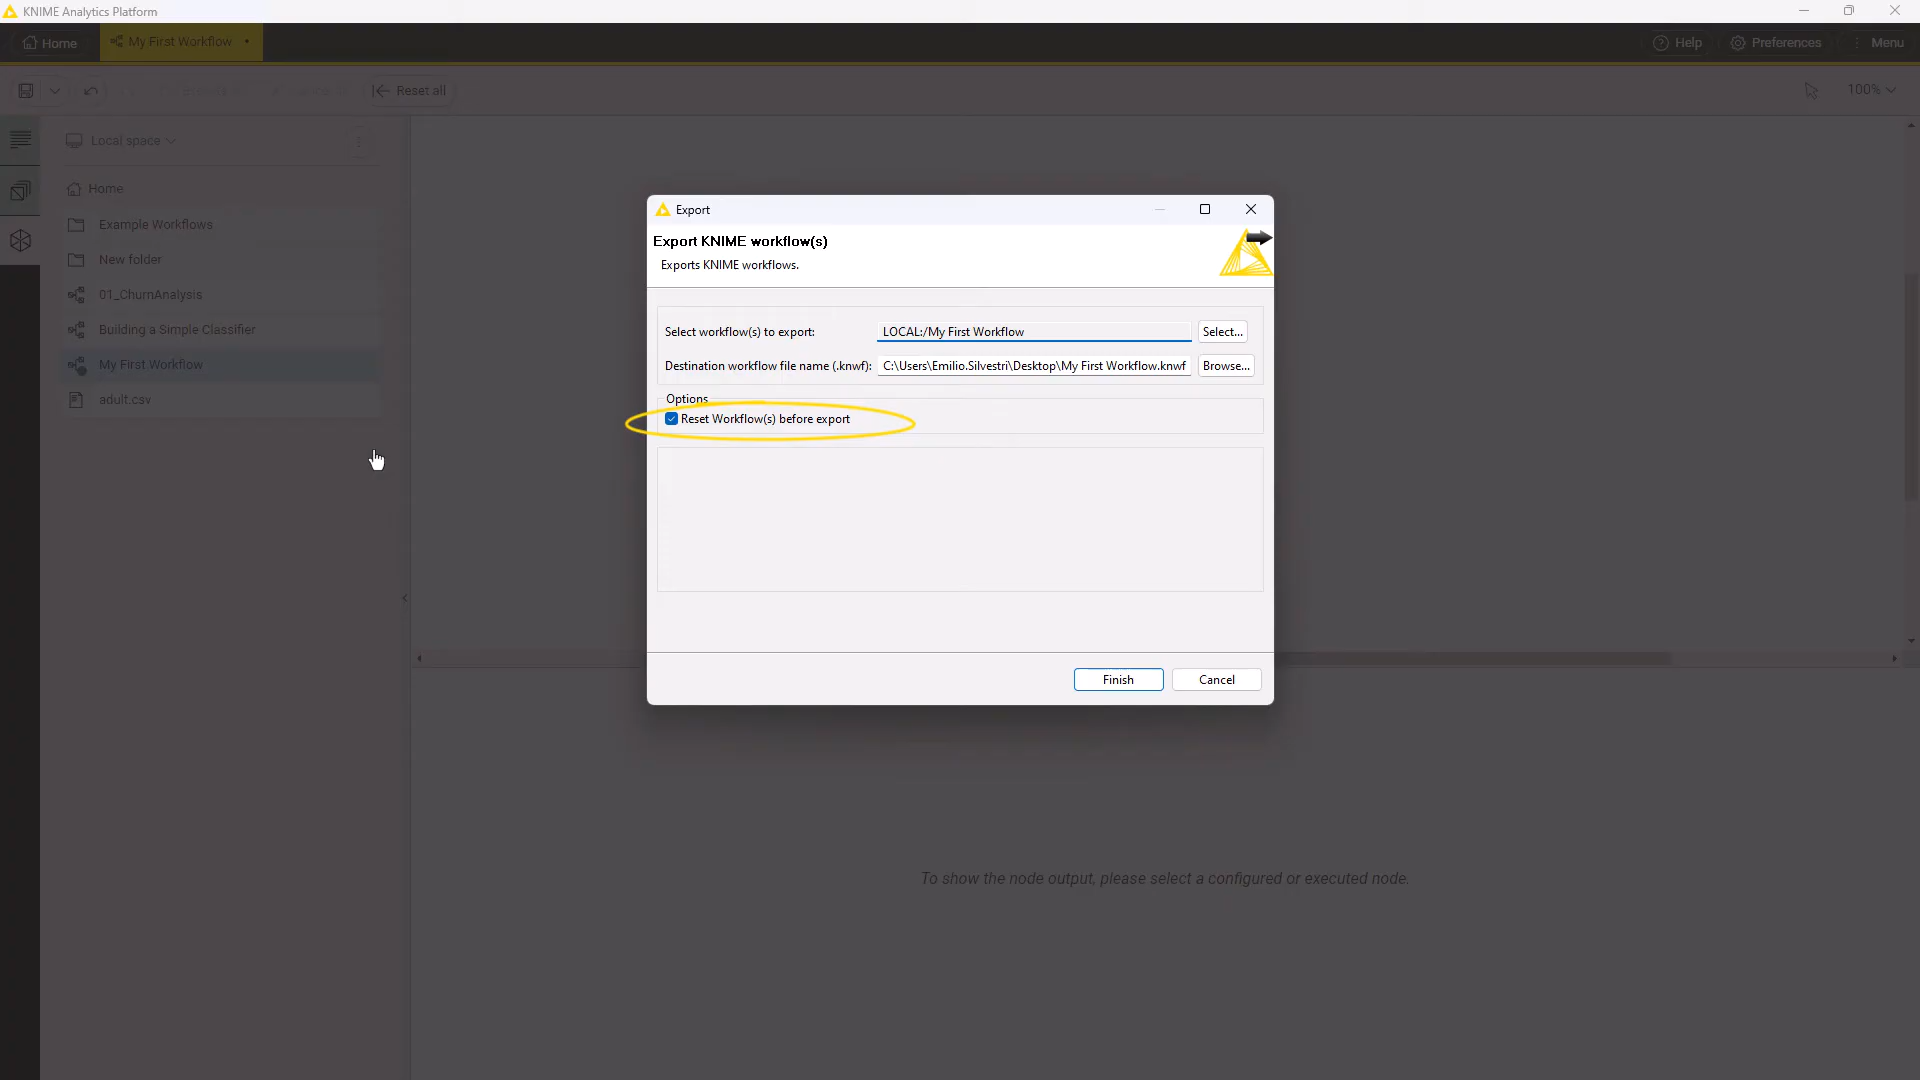 KNIME Analytics Platform
Home
My First Workflow
Help
Preferences
Menu
Reset all
100%
Local space
Home
Example Workflows
New folder
01_ChurnAnalysis
Building a Simple Classifier
My First Workflow
adult.csv
Export
Export KNIME workflow(s)
Exports KNIME workflows.
Select workflow(s) to export: LOCAL:/My First Workflow Select...
Destination workflow file name (.knwf): C:\Users\Emilio.Silvestri\Desktop\My First Workflow.knwf Browse...
Options
Reset Workflow(s) before export
Finish
Cancel
To show the node output, please select a configured or executed node.